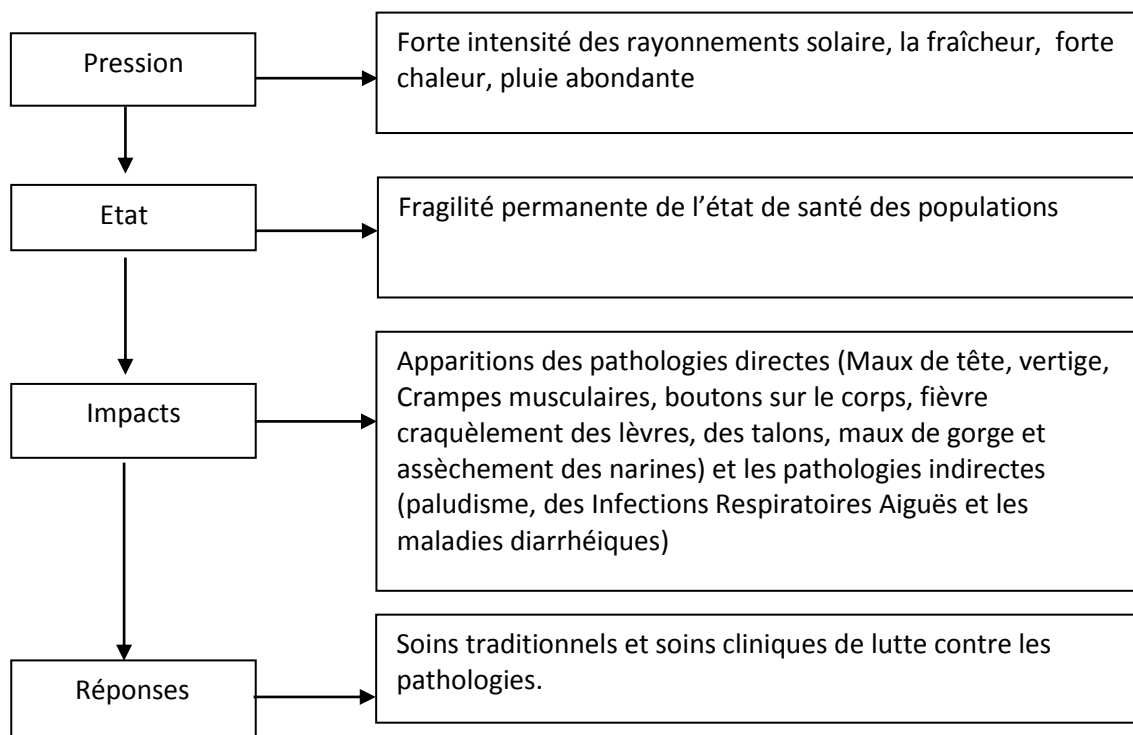 Pression
Forte intensité des rayonnements solaire, la fraîcheur,  forte
chaleur, pluie abondante
Etat
Fragilité permanente de l’état de santé des populations
Impacts
Apparitions des pathologies directes (Maux de tête, vertige,
Crampes musculaires, boutons sur le corps, fièvre
craquèlement des lèvres, des talons, maux de gorge et
assèchement des narines) et les pathologies indirectes
(paludisme, des Infections Respiratoires Aiguës et les
maladies diarrhéiques)
Réponses
Soins traditionnels et soins cliniques de lutte contre les
pathologies.